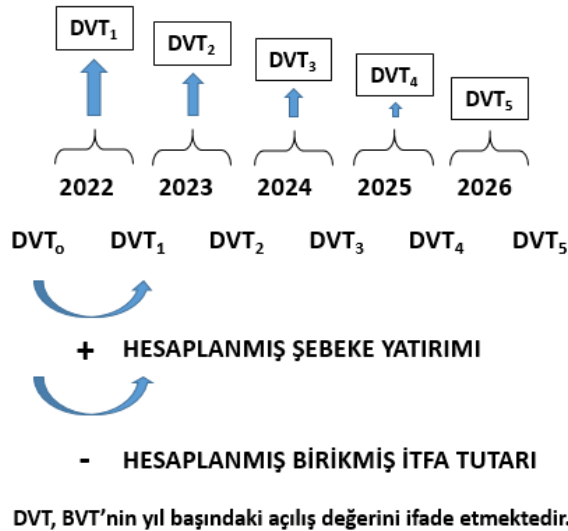 DVT₁
DVT₂
DVT₃
DVT₄
DVT₅
2022 2023 2024 2025 2026
DVTₒ DVT₁ DVT₂ DVT₃ DVT₄ DVT₅
+ HESAPLANMIŞ ŞEBEKE YATIRIMI
- HESAPLANMIŞ BİRİKMİŞ İTFA TUTARI
DVT, BVT’nin yıl başındaki açılış değerini ifade etmektedir.